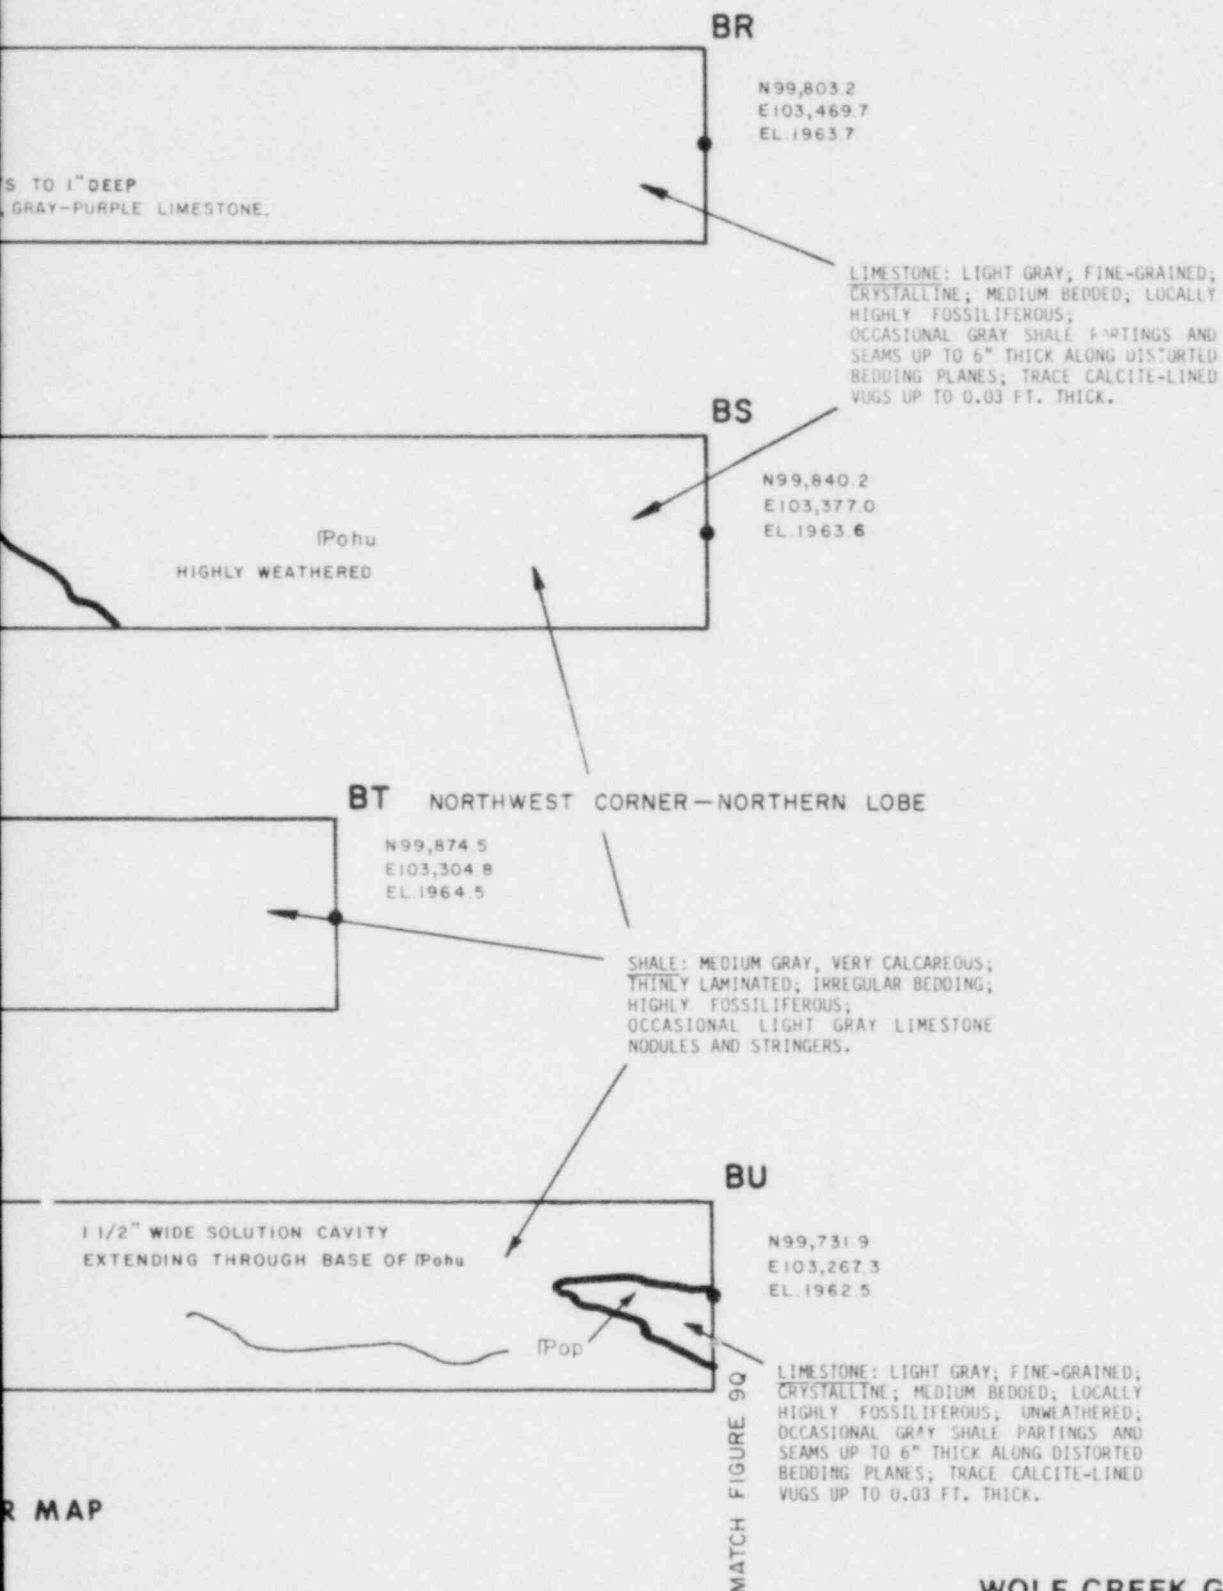 BR
N99,803.2
E103,469.7
EL.1963.7
S TO 1" DEEP
, GRAY-PURPLE LIMESTONE.
LIMESTONE: LIGHT GRAY; FINE-GRAINED;
CRYSTALLINE; MEDIUM BEDDED; LOCALLY
HIGHLY FOSSILIFEROUS;
OCCASIONAL GRAY SHALE PARTINGS AND
SEAMS UP TO 6" THICK ALONG DISTORTED
BEDDING PLANES; TRACE CALCITE-LINED
VUGS UP TO 0.03 FT. THICK.
BS
N99,840.2
E103,377.0
EL.1963.6
ℙohu
HIGHLY WEATHERED
BT NORTHWEST CORNER-NORTHERN LOBE
N99,874.5
E103,304.8
EL.1964.5
SHALE: MEDIUM GRAY, VERY CALCAREOUS;
THINLY LAMINATED; IRREGULAR BEDDING;
HIGHLY FOSSILIFEROUS;
OCCASIONAL LIGHT GRAY LIMESTONE
NODULES AND STRINGERS.
BU
1 1/2" WIDE SOLUTION CAVITY
EXTENDING THROUGH BASE OF ℙohu
N99,731.9
E103,267.3
EL.1962.5
ℙop
LIMESTONE: LIGHT GRAY; FINE-GRAINED;
CRYSTALLINE; MEDIUM BEDDED; LOCALLY
HIGHLY FOSSILIFEROUS; UNWEATHERED;
OCCASIONAL GRAY SHALE PARTINGS AND
SEAMS UP TO 6" THICK ALONG DISTORTED
BEDDING PLANES; TRACE CALCITE-LINED
VUGS UP TO 0.03 FT. THICK.
MATCH FIGURE 9Q
R MAP
WOLF CREEK G